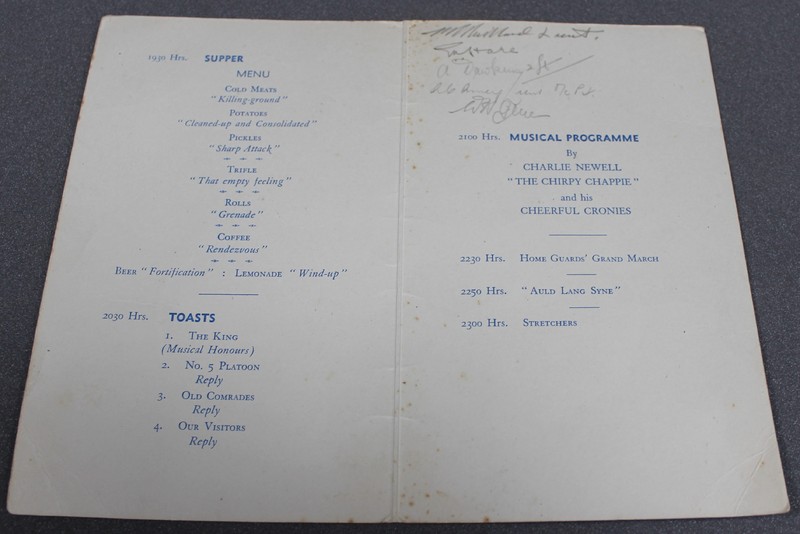 1930 Hrs. SUPPER
MENU
Cold Meats
"Killing-ground"
Potatoes
"Cleaned-up and Consolidated"
Pickles
"Sharp Attack"
Trifle
"That empty feeling"
Rolls
"Grenade"
Coffee
"Rendezvous"
Beer "Fortification" : Lemonade "Wind-up"
2030 Hrs. TOASTS
1. The King
(Musical Honours)
2. No. 5 Platoon
Reply
3. Old Comrades
Reply
4. Our Visitors
Reply
2100 Hrs. MUSICAL PROGRAMME
By
CHARLIE NEWELL
"THE CHIRPY CHAPPIE"
and his
CHEERFUL CRONIES
2230 Hrs. Home Guards' Grand March
2250 Hrs. "Auld Lang Syne"
2300 Hrs. Stretchers